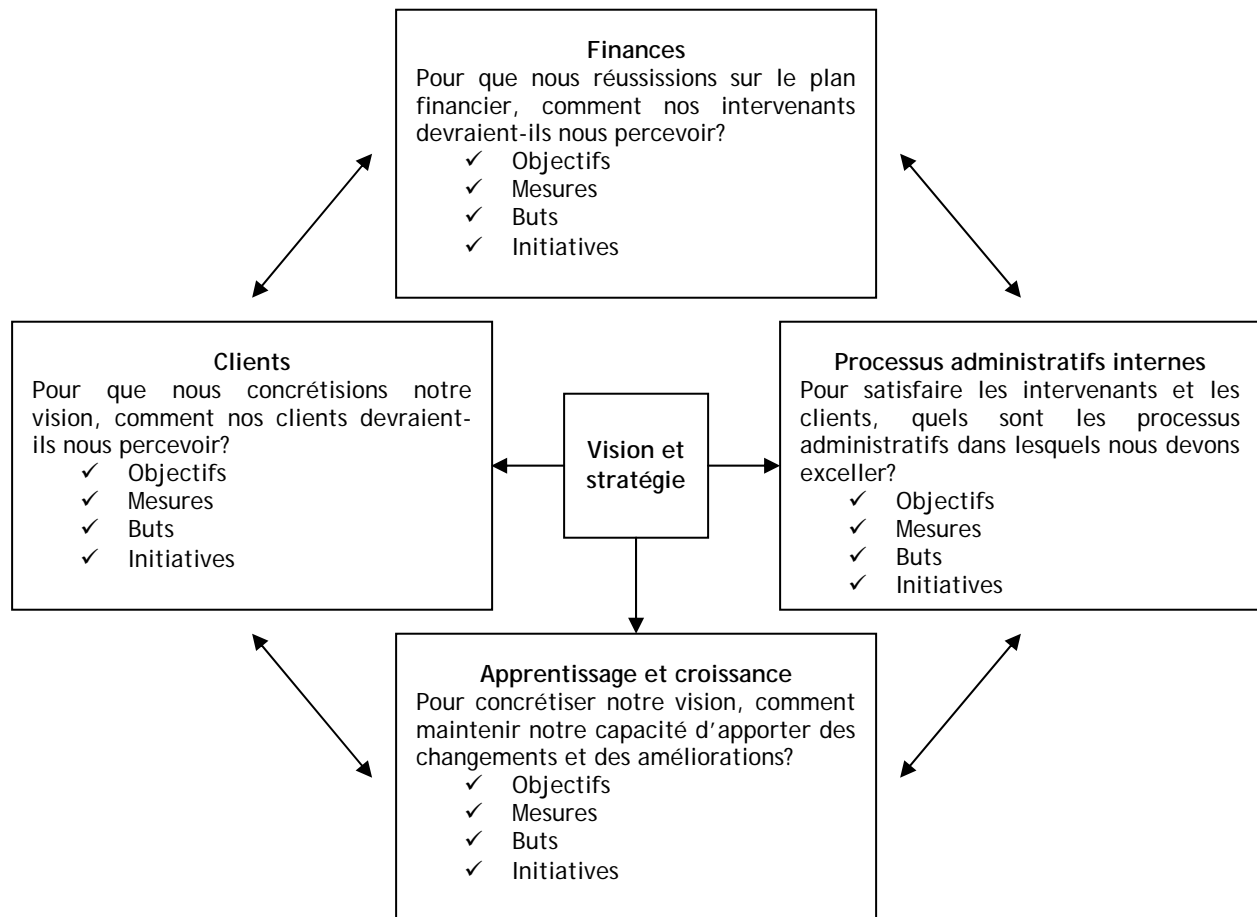 Finances
Pour que nous réussissions sur le plan
financier, comment nos intervenants
devraient-ils nous percevoir?
✓ Objectifs
✓ Mesures
✓ Buts
✓ Initiatives
Clients
Pour que nous concrétisions notre
vision, comment nos clients devraient-
ils nous percevoir?
✓ Objectifs
✓ Mesures
✓ Buts
✓ Initiatives
Vision et
stratégie
Processus administratifs internes
Pour satisfaire les intervenants et les
clients, quels sont les processus
administratifs dans lesquels nous devons
exceller?
✓ Objectifs
✓ Mesures
✓ Buts
✓ Initiatives
Apprentissage et croissance
Pour concrétiser notre vision, comment
maintenir notre capacité d'apporter des
changements et des améliorations?
✓ Objectifs
✓ Mesures
✓ Buts
✓ Initiatives